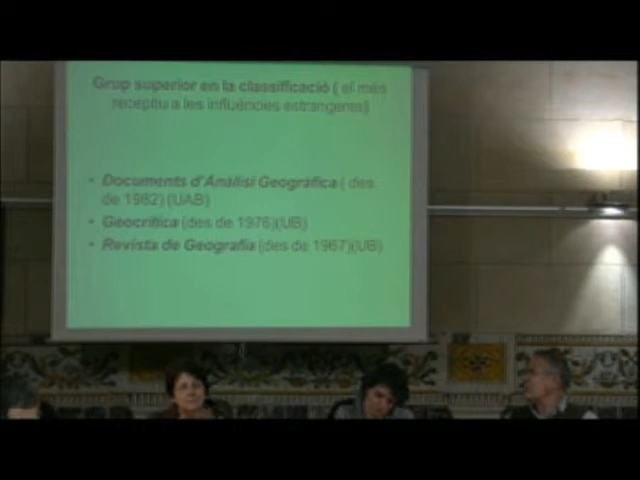 Grup superior en la classificació ( el més
receptiu a les influències estrangeres)
• Documents d'Anàlisi Geogràfica ( des
de 1982) (UAB)
• Geocrítica (des de 1976)(UB)
• Revista de Geografia (des de 1967)(UB)